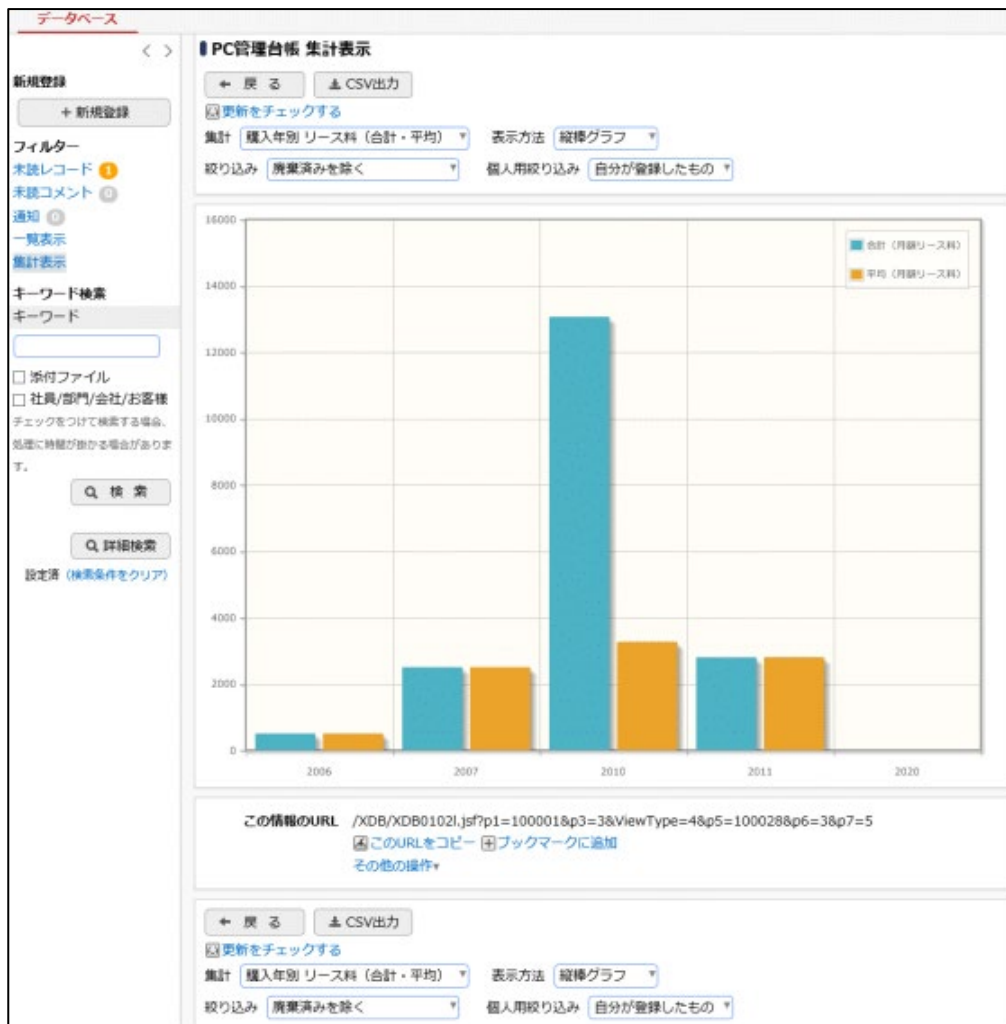 データベース
PC管理台帳 集計表示
新規登録
← 戻 る
CSV出力
+ 新規登録
更新をチェックする
集計 購入年別 リース料（合計・平均） 表示方法 縦棒グラフ
絞り込み 廃棄済みを除く 個人用絞り込み 自分が登録したもの
フィルター
未読レコード 1
未読コメント 0
通知 0
一覧表示
集計表示
キーワード検索
キーワード
添付ファイル
社員/部門/会社/お客様
チェックをつけて検索する場合、
処理に時間が掛かる場合がありま
す。
検 索
詳細検索
設定済（検索条件をクリア）
合計（月額リース料）
平均（月額リース料）
16000
14000
12000
10000
8000
6000
4000
2000
0
2006 2007 2010 2011 2020
この情報のURL /XDB/XDB0102l.jsf?p1=100001&p3=3&ViewType=4&p5=100028&p6=3&p7=5
このURLをコピー ブックマークに追加
その他の操作▾
← 戻 る
CSV出力
更新をチェックする
集計 購入年別 リース料（合計・平均） 表示方法 縦棒グラフ
絞り込み 廃棄済みを除く 個人用絞り込み 自分が登録したもの